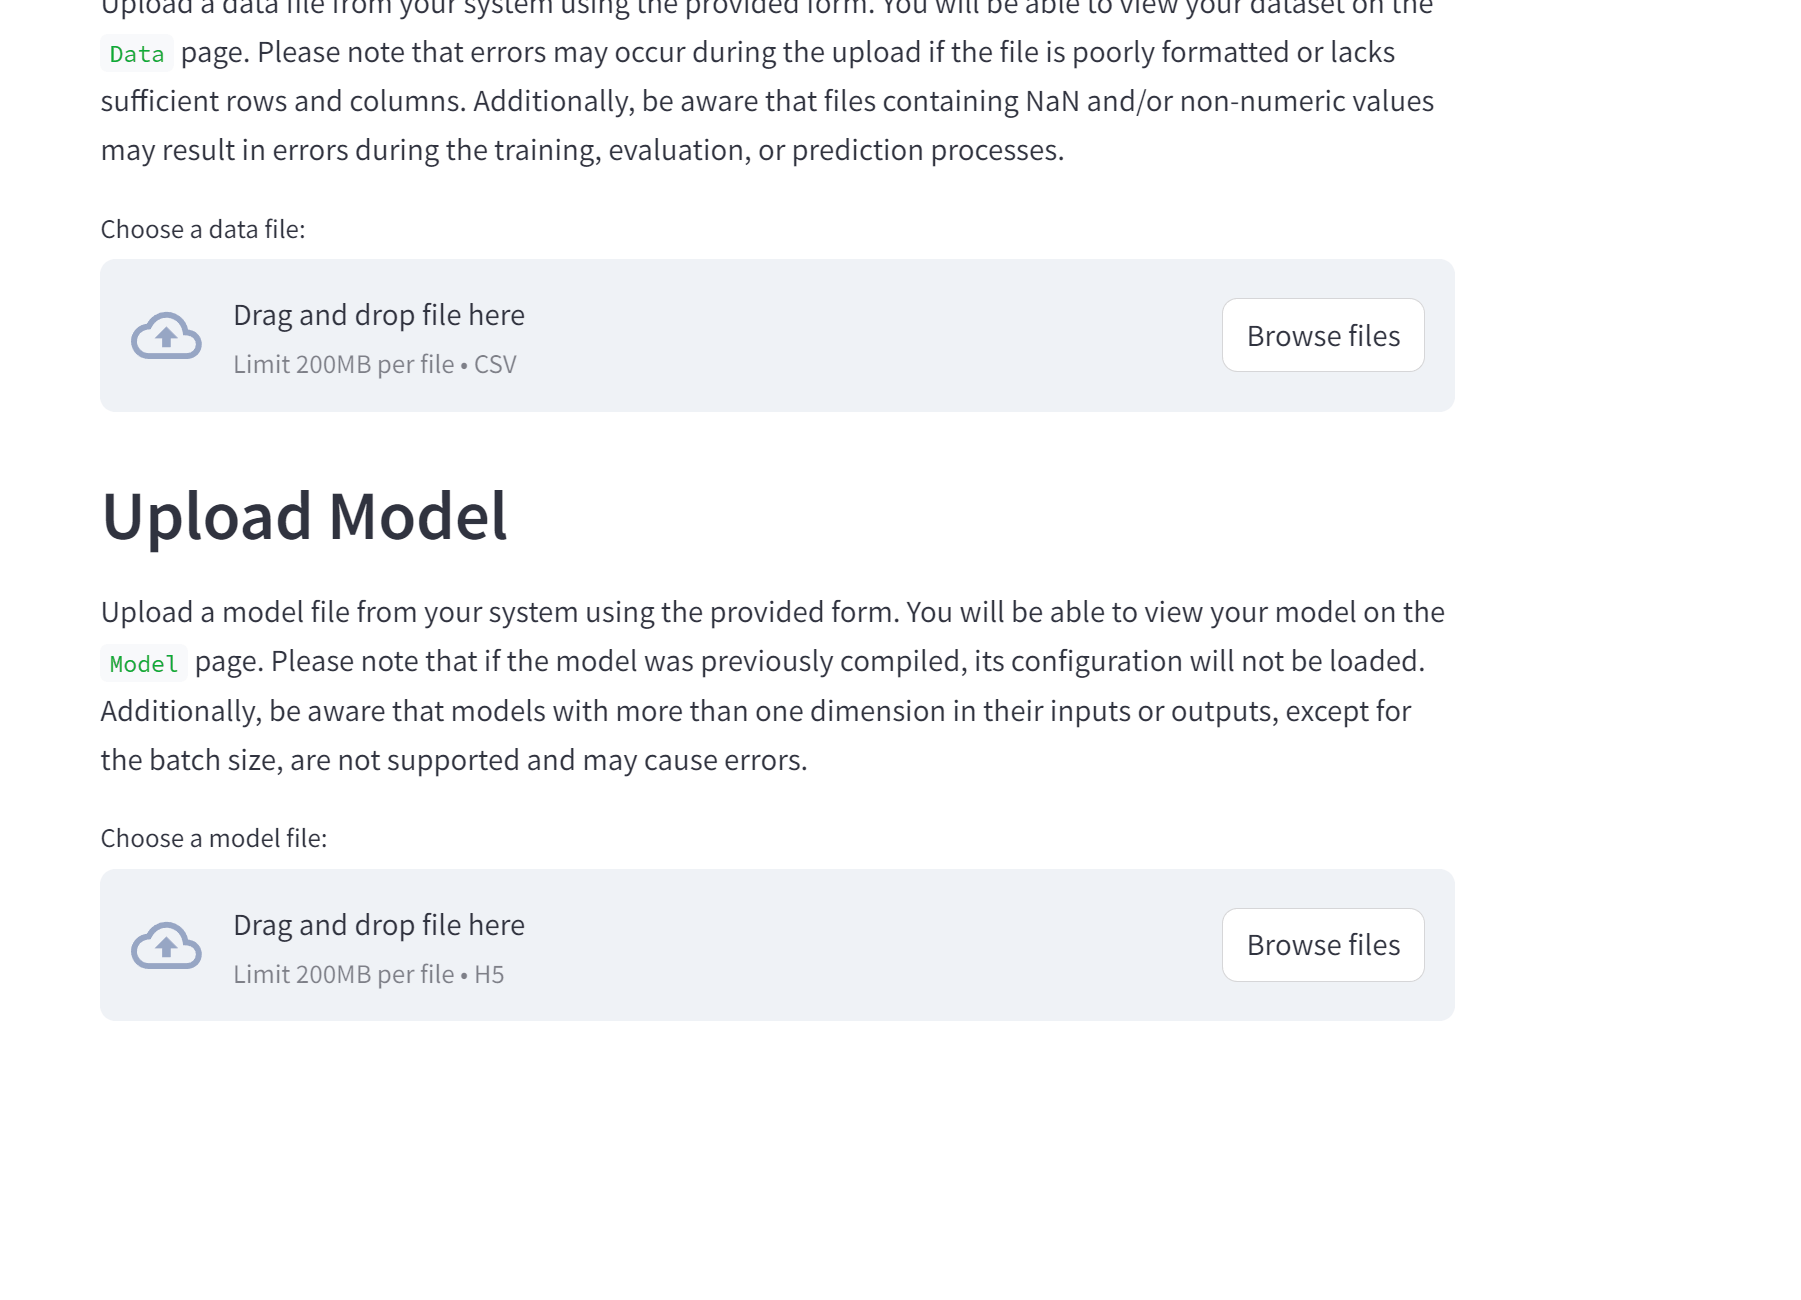 Upload a data file from your system using the provided form. You will be able to view your dataset on the
Data page. Please note that errors may occur during the upload if the file is poorly formatted or lacks
sufficient rows and columns. Additionally, be aware that files containing NaN and/or non-numeric values
may result in errors during the training, evaluation, or prediction processes.
Choose a data file:
Drag and drop file here
Limit 200MB per file • CSV
Browse files
Upload Model
Upload a model file from your system using the provided form. You will be able to view your model on the
Model page. Please note that if the model was previously compiled, its configuration will not be loaded.
Additionally, be aware that models with more than one dimension in their inputs or outputs, except for
the batch size, are not supported and may cause errors.
Choose a model file:
Drag and drop file here
Limit 200MB per file • H5
Browse files